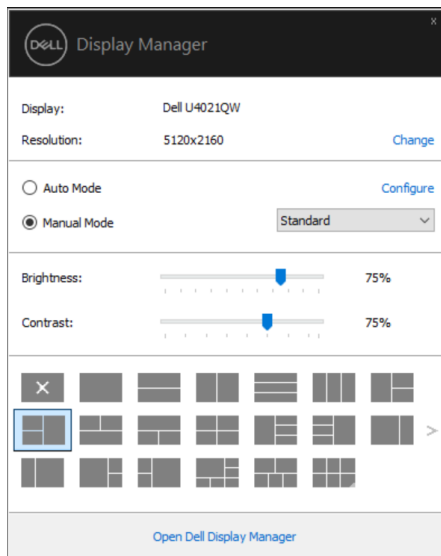 x
DELL Display Manager
Display: Dell U4021QW
Resolution: 5120x2160 Change
Auto Mode Configure
Manual Mode Standard
Brightness: 75%
Contrast: 75%
Open Dell Display Manager